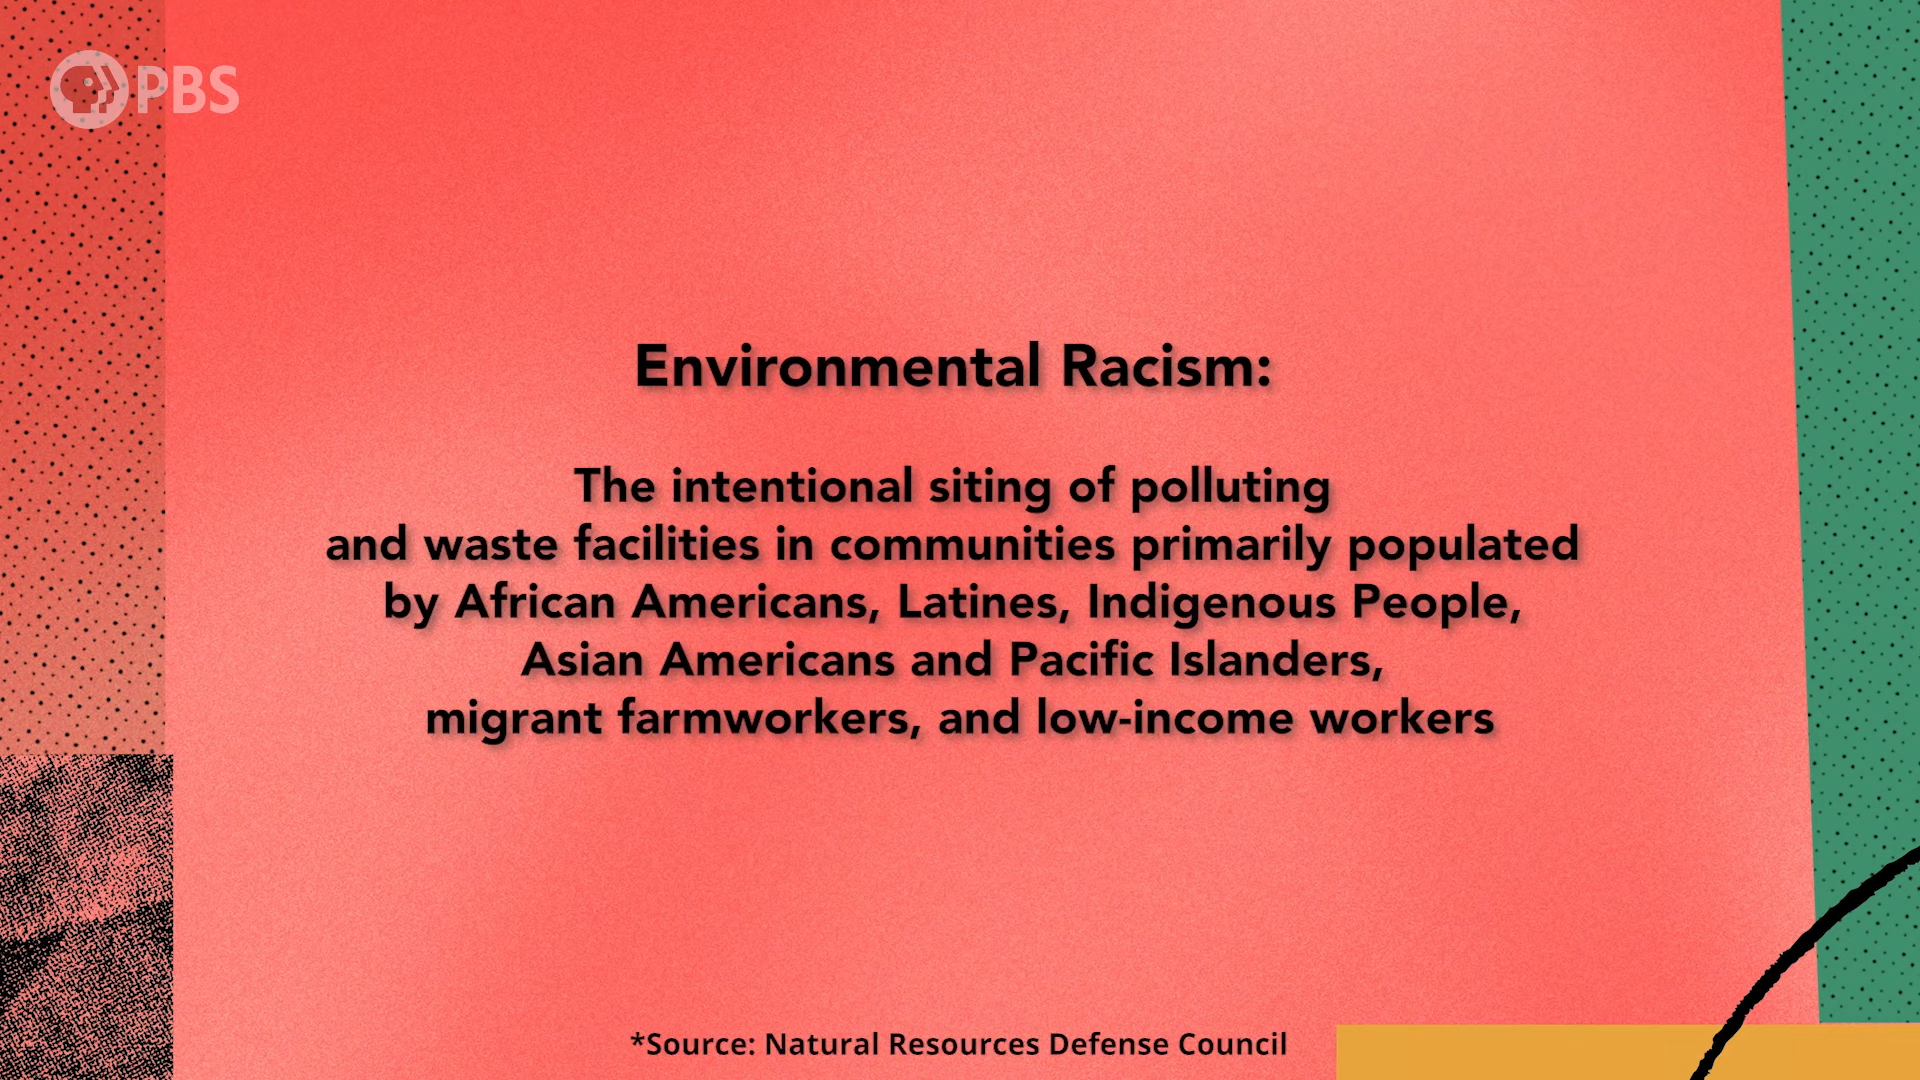 PBS
Environmental Racism:
The intentional siting of polluting
and waste facilities in communities primarily populated
by African Americans, Latines, Indigenous People,
Asian Americans and Pacific Islanders,
migrant farmworkers, and low-income workers
*Source: Natural Resources Defense Council